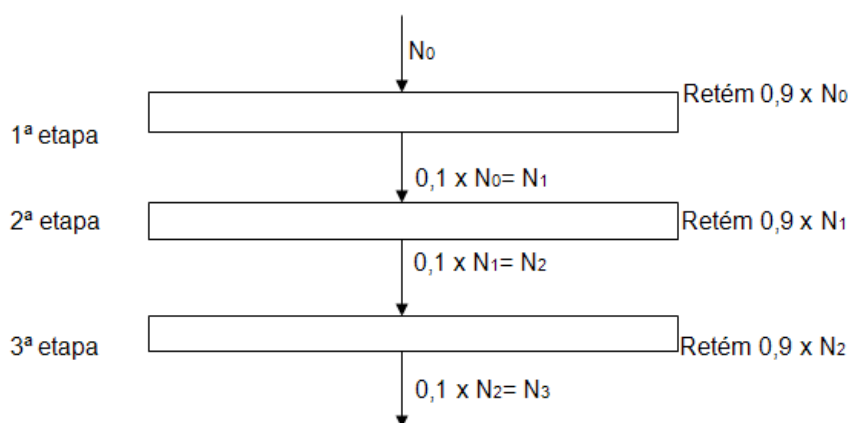 N₀
Retém 0,9 x N₀
1ª etapa
0,1 x N₀= N₁
2ª etapa
Retém 0,9 x N₁
0,1 x N₁= N₂
3ª etapa
Retém 0,9 x N₂
0,1 x N₂= N₃